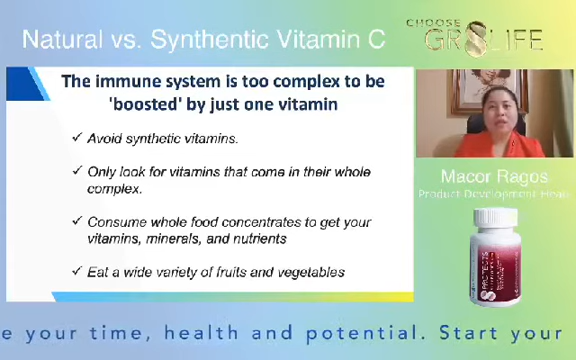 Natural vs. Synthentic Vitamin C
CHOOSE
GR8LIFE
The immune system is too complex to be
'boosted' by just one vitamin
✓ Avoid synthetic vitamins.
✓ Only look for vitamins that come in their whole
complex.
✓ Consume whole food concentrates to get your
vitamins, minerals, and nutrients
✓ Eat a wide variety of fruits and vegetables
Macor Ragos
Product Development Head
PROTECT
e your time, health and potential. Start your